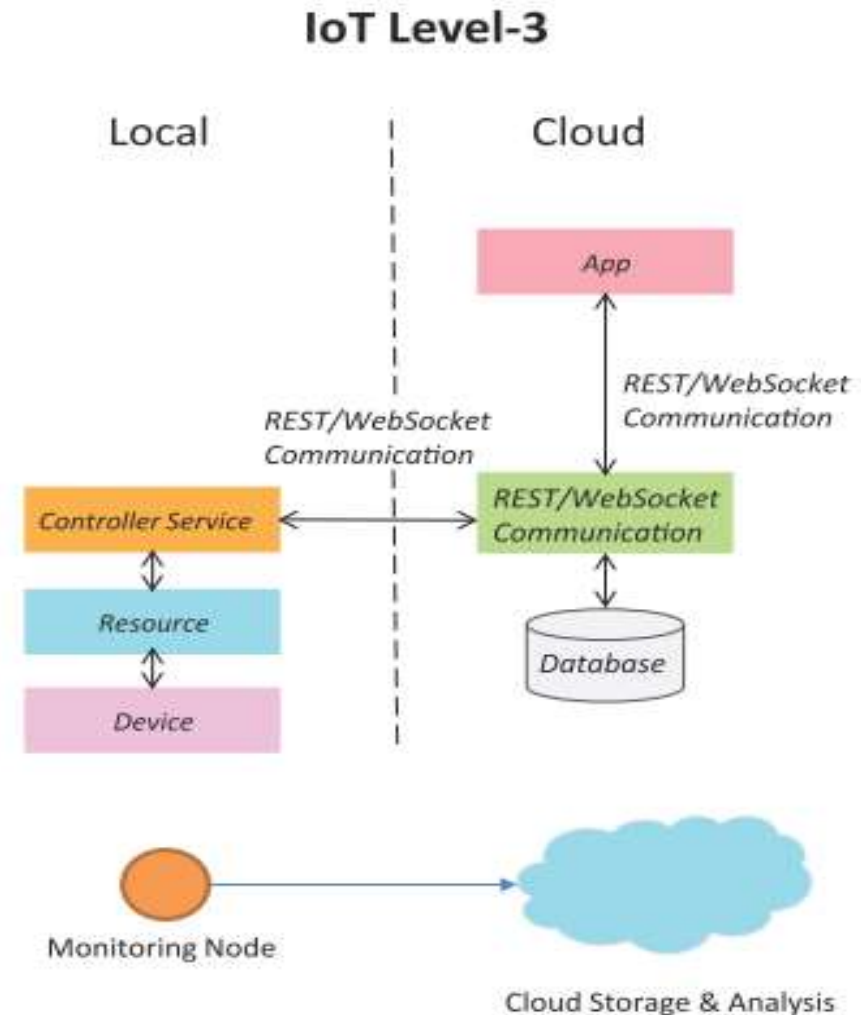 IoT Level-3
Local
Cloud
App
REST/WebSocket
Communication
REST/WebSocket
Communication
Controller Service
REST/WebSocket
Communication
Resource
Database
Device
Monitoring Node
Cloud Storage & Analysis